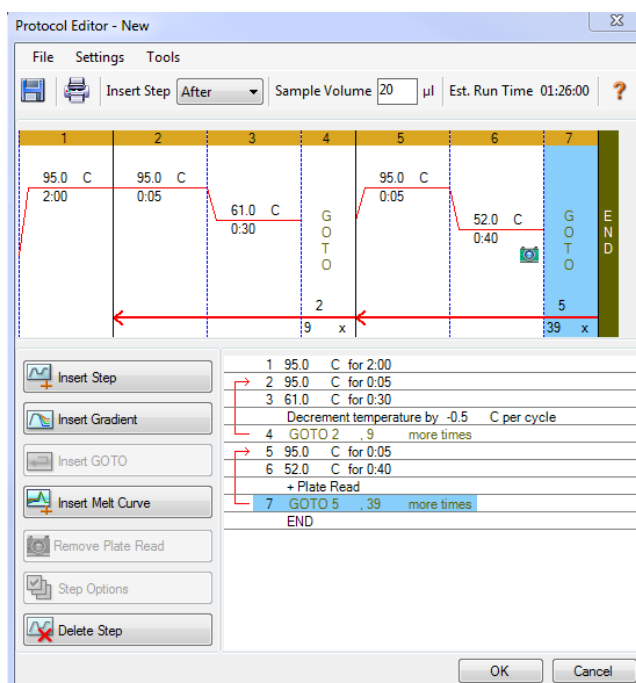 Protocol Editor - New
File Settings Tools
Insert Step After Sample Volume 20 µl Est. Run Time 01:26:00 ?
1 2 3 4 5 6 7
95.0 C 95.0 C 95.0 C
2:00 0:05 0:05
61.0 C 52.0 C
0:30 0:40
GOTO GOTO END
2 5
9 x 39 x
Insert Step
Insert Gradient
Insert GOTO
Insert Melt Curve
Remove Plate Read
Step Options
Delete Step
1 95.0 C for 2:00
2 95.0 C for 0:05
3 61.0 C for 0:30
Decrement temperature by -0.5 C per cycle
4 GOTO 2 , 9 more times
5 95.0 C for 0:05
6 52.0 C for 0:40
+ Plate Read
7 GOTO 5 , 39 more times
END
OK Cancel